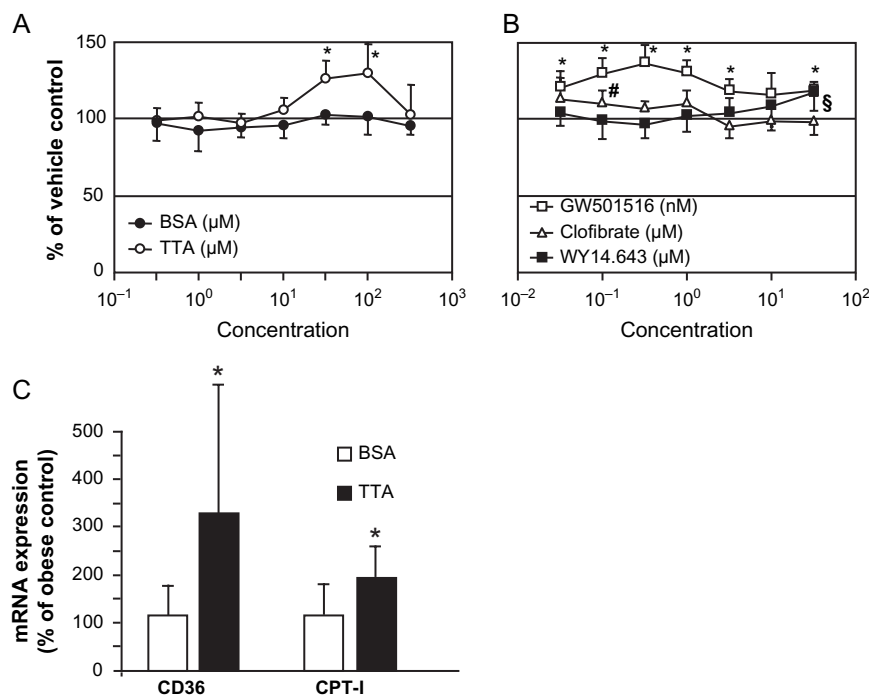 A
150
100
50
0
% of vehicle control
* *
BSA (µM)
TTA (µM)
10⁻¹ 10⁰ 10¹ 10² 10³
Concentration
B
* * * * * *
#
§
GW501516 (nM)
Clofibrate (µM)
WY14.643 (µM)
10⁻² 10⁻¹ 10⁰ 10¹ 10²
Concentration
C
500
400
300
200
100
0
mRNA expression
(% of obese control)
*
*
BSA
TTA
CD36 CPT-I